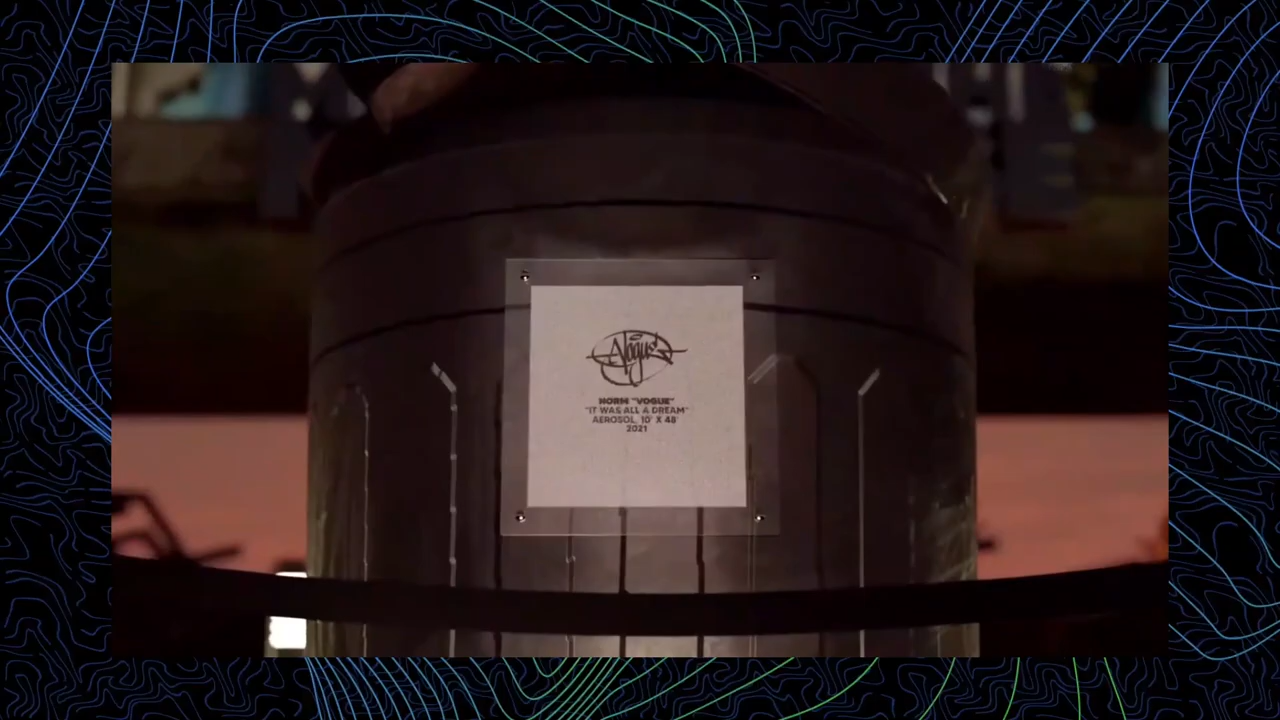 Vogue
NORM "VOGUE"
"IT WAS ALL A DREAM"
AEROSOL, 10' X 48'
2021